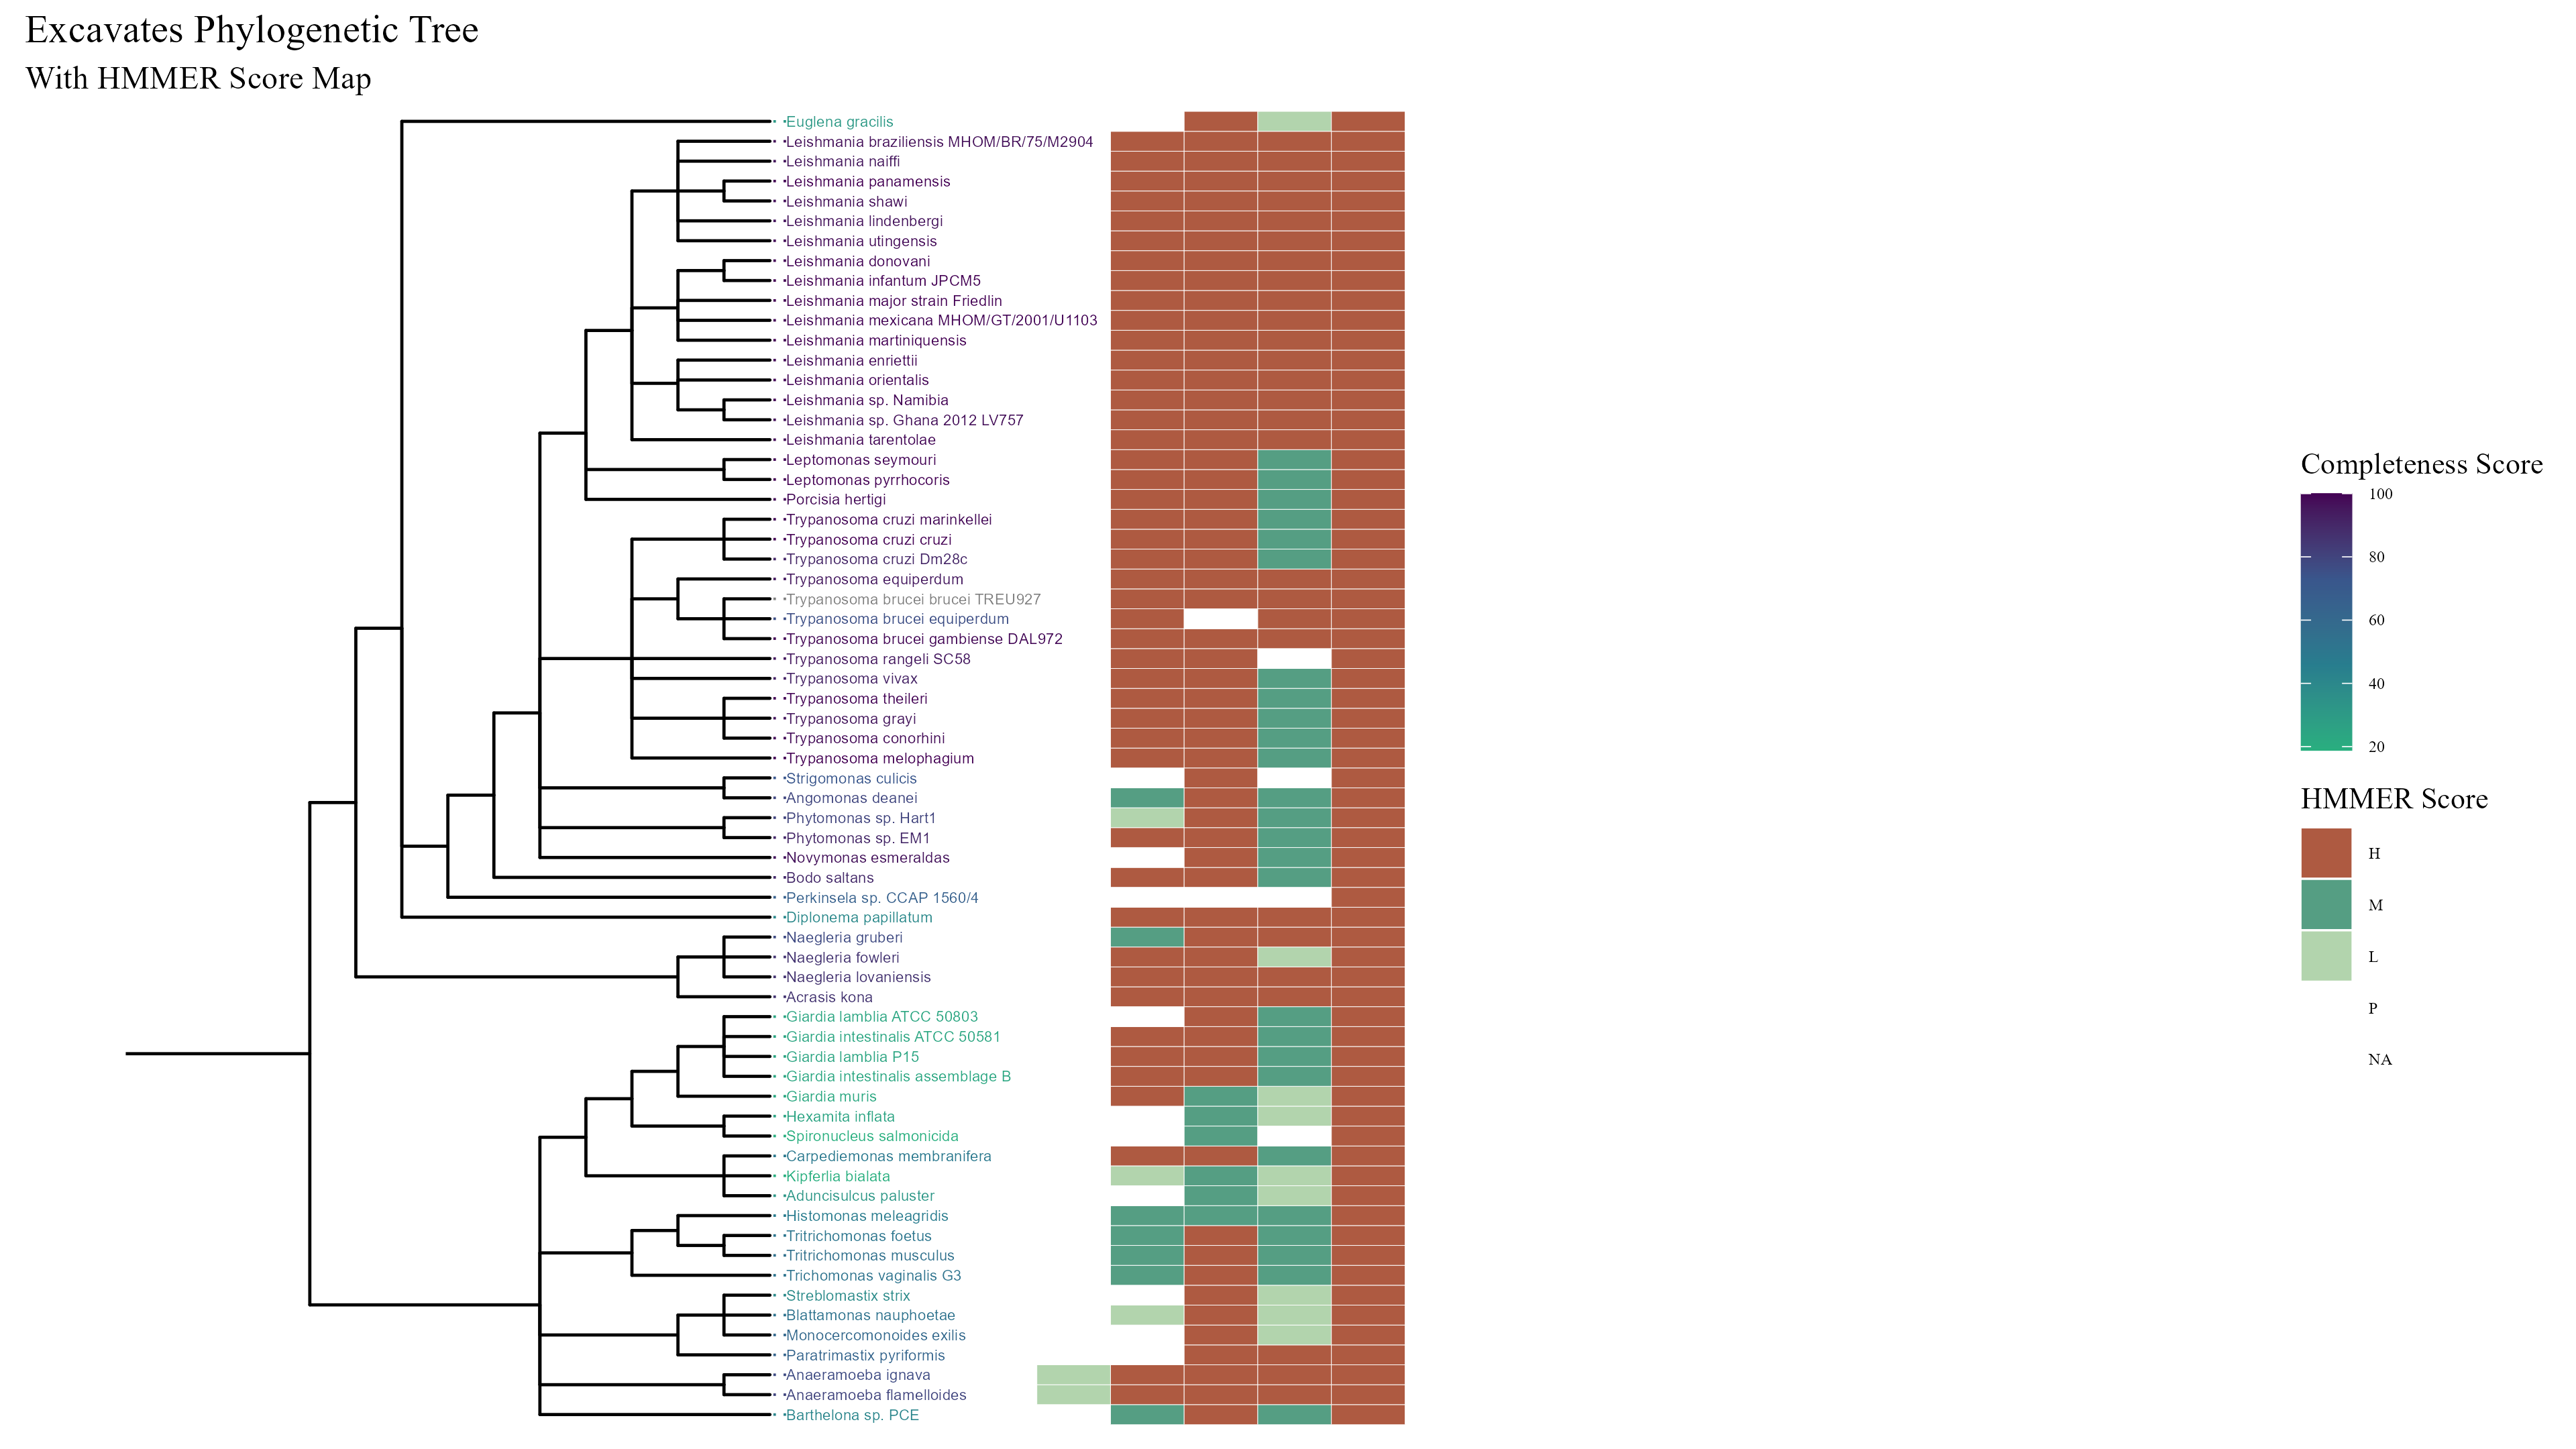 Excavates Phylogenetic Tree
With HMMER Score Map
Euglena gracilis
Leishmania braziliensis MHOM/BR/75/M2904
Leishmania naiffi
Leishmania panamensis
Leishmania shawi
Leishmania lindenbergi
Leishmania utingensis
Leishmania donovani
Leishmania infantum JPCM5
Leishmania major strain Friedlin
Leishmania mexicana MHOM/GT/2001/U1103
Leishmania martiniquensis
Leishmania enriettii
Leishmania orientalis
Leishmania sp. Namibia
Leishmania sp. Ghana 2012 LV757
Leishmania tarentolae
Leptomonas seymouri
Leptomonas pyrrhocoris
Porcisia hertigi
Trypanosoma cruzi marinkellei
Trypanosoma cruzi cruzi
Trypanosoma cruzi Dm28c
Trypanosoma equiperdum
Trypanosoma brucei brucei TREU927
Trypanosoma brucei equiperdum
Trypanosoma brucei gambiense DAL972
Trypanosoma rangeli SC58
Trypanosoma vivax
Trypanosoma theileri
Trypanosoma grayi
Trypanosoma conorhini
Trypanosoma melophagium
Strigomonas culicis
Angomonas deanei
Phytomonas sp. Hart1
Phytomonas sp. EM1
Novymonas esmeraldas
Bodo saltans
Perkinsela sp. CCAP 1560/4
Diplonema papillatum
Naegleria gruberi
Naegleria fowleri
Naegleria lovaniensis
Acrasis kona
Giardia lamblia ATCC 50803
Giardia intestinalis ATCC 50581
Giardia lamblia P15
Giardia intestinalis assemblage B
Giardia muris
Hexamita inflata
Spironucleus salmonicida
Carpediemonas membranifera
Kipferlia bialata
Aduncisulcus paluster
Histomonas meleagridis
Tritrichomonas foetus
Tritrichomonas musculus
Trichomonas vaginalis G3
Streblomastix strix
Blattamonas nauphoetae
Monocercomonoides exilis
Paratrimastix pyriformis
Anaeramoeba ignava
Anaeramoeba flamelloides
Barthelona sp. PCE
Completeness Score
100
80
60
40
20
HMMER Score
H
M
L
P
NA